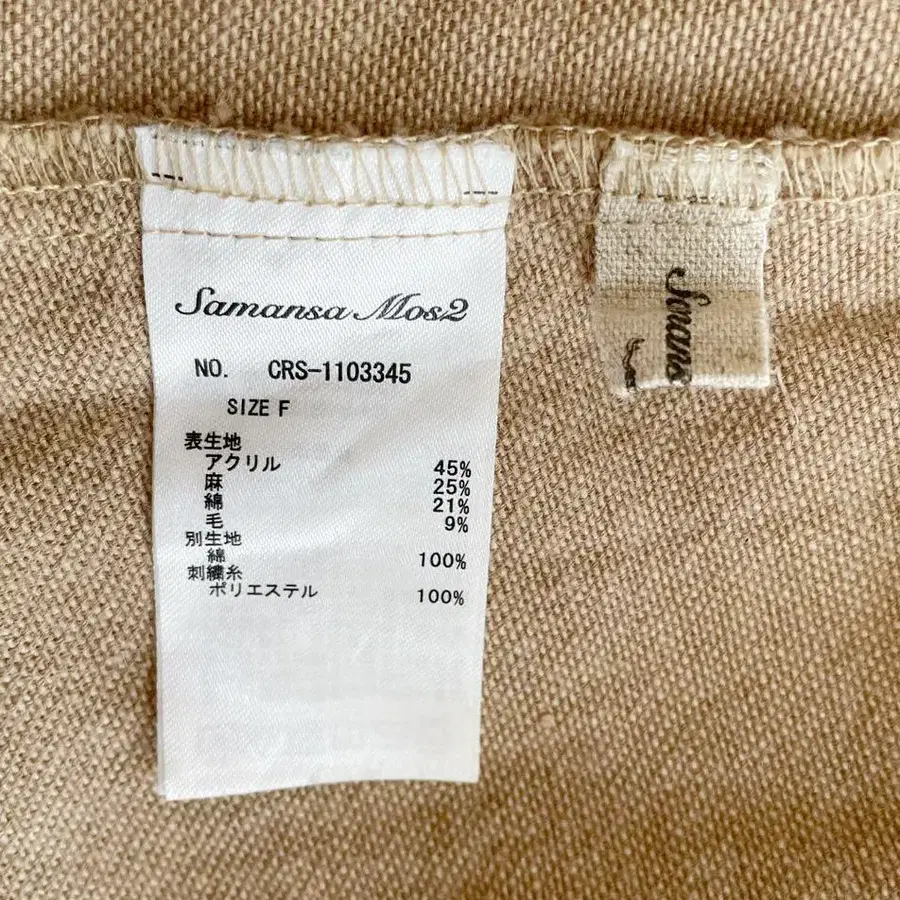 Samansa Mos2
NO. CRS-1103345
SIZE F
表生地
アクリル 45%
麻 25%
綿 21%
毛 9%
別生地
綿 100%
刺繍糸
ポリエステル 100%